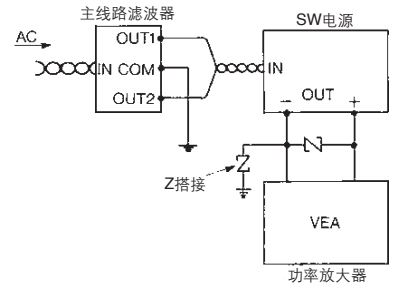 主线路滤波器
SW电源
AC
OUT1
IN COM
OUT2
IN
OUT
− +
Z搭接
VEA
功率放大器